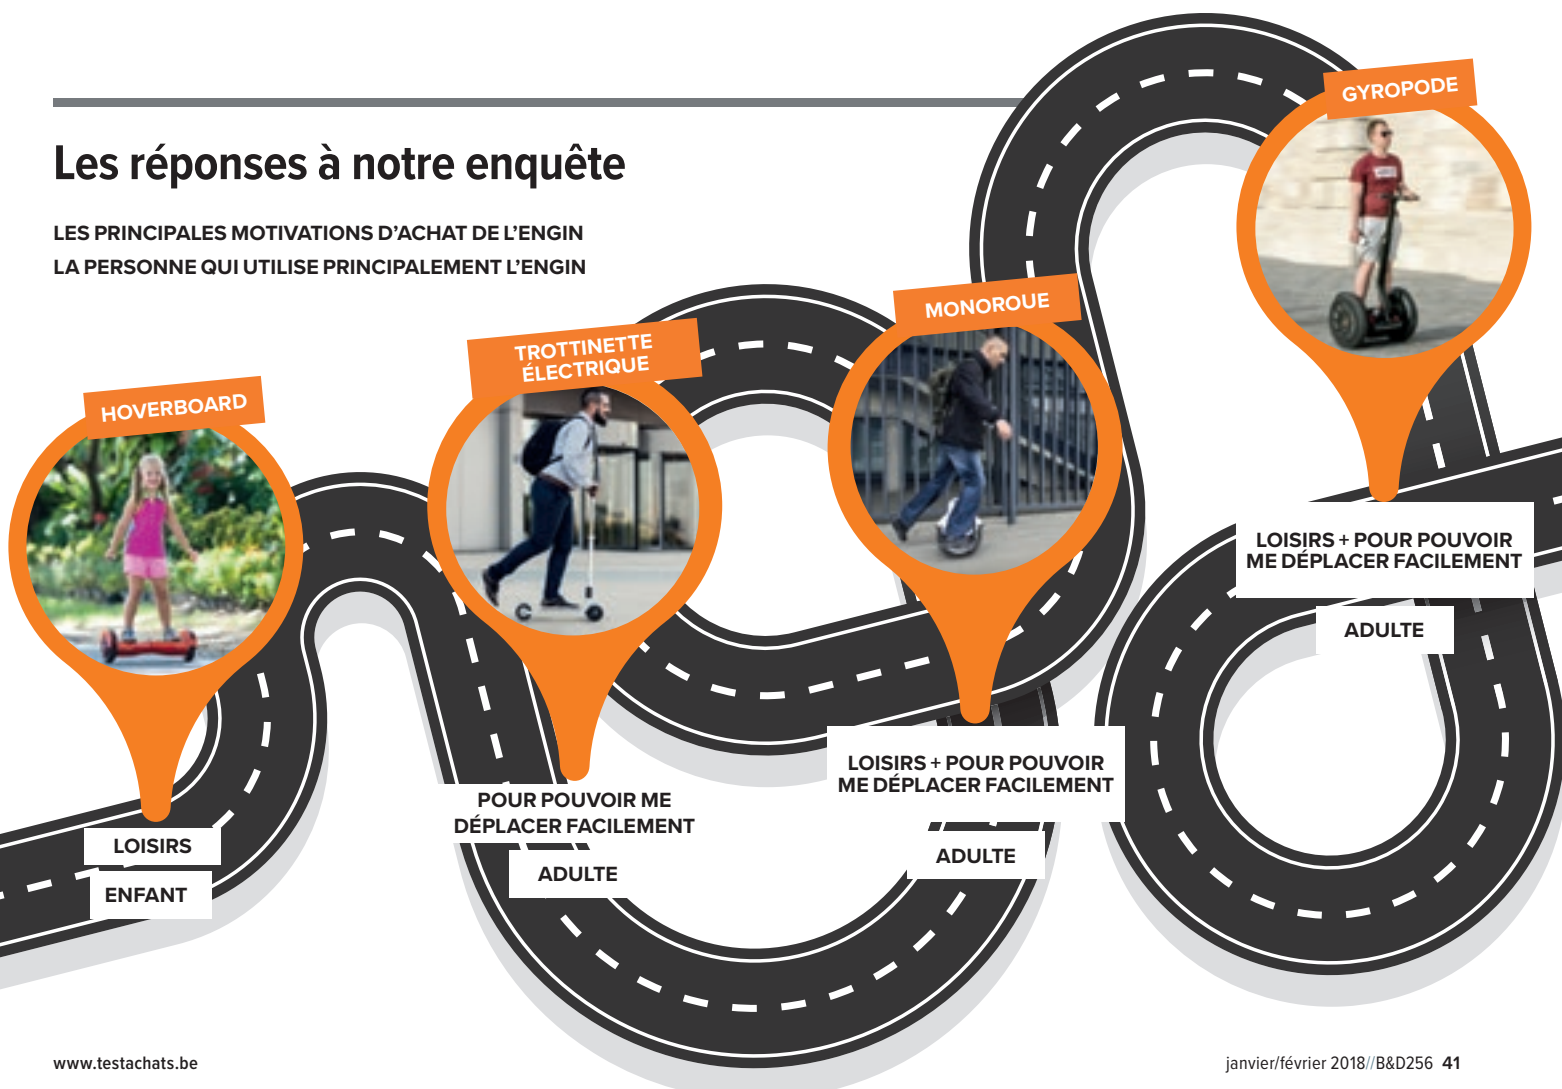 Les réponses à notre enquête
LES PRINCIPALES MOTIVATIONS D'ACHAT DE L'ENGIN
LA PERSONNE QUI UTILISE PRINCIPALEMENT L'ENGIN
HOVERBOARD
LOISIRS
ENFANT
TROTTINETTE
ÉLECTRIQUE
POUR POUVOIR ME
DÉPLACER FACILEMENT
ADULTE
MONOROUE
LOISIRS + POUR POUVOIR
ME DÉPLACER FACILEMENT
ADULTE
GYROPODE
LOISIRS + POUR POUVOIR
ME DÉPLACER FACILEMENT
ADULTE
www.testachats.be
janvier/février 2018//B&D256 41